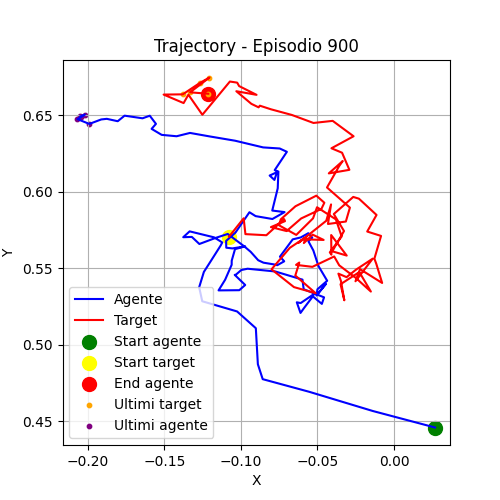 Trajectory - Episodio 900
Y
0.65
0.60
0.55
0.50
0.45
Agente
Target
Start agente
Start target
End agente
Ultimi target
Ultimi agente
−0.20 −0.15 −0.10 −0.05 0.00
X